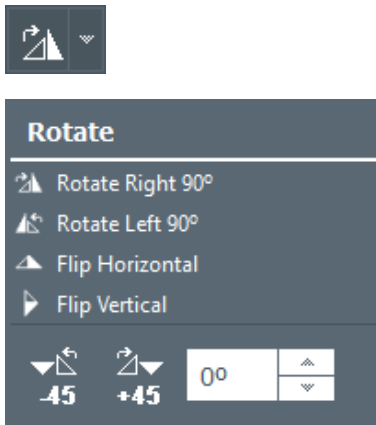 Rotate
Rotate Right 90º
Rotate Left 90º
Flip Horizontal
Flip Vertical
-45 +45 0º